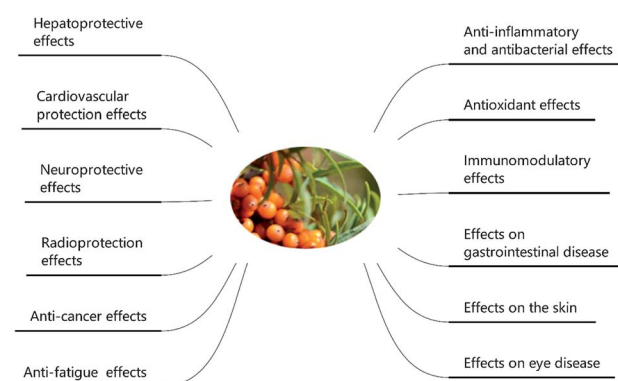 Hepatoprotective
effects
Cardiovascular
protection effects
Neuroprotective
effects
Radioprotection
effects
Anti-cancer effects
Anti-fatigue effects
Anti-inflammatory
and antibacterial effects
Antioxidant effects
Immunomodulatory
effects
Effects on
gastrointestinal disease
Effects on the skin
Effects on eye disease